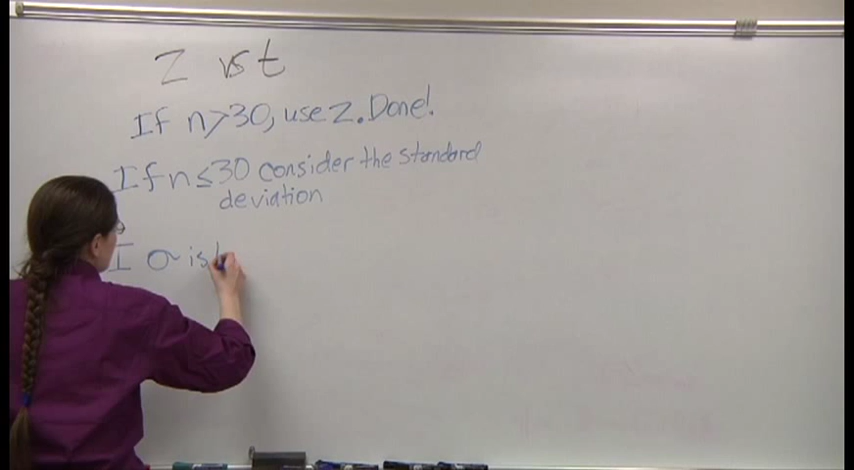 Z vs t
If n>30, use z. Done!
If n≤30 consider the standard
deviation
I σ is